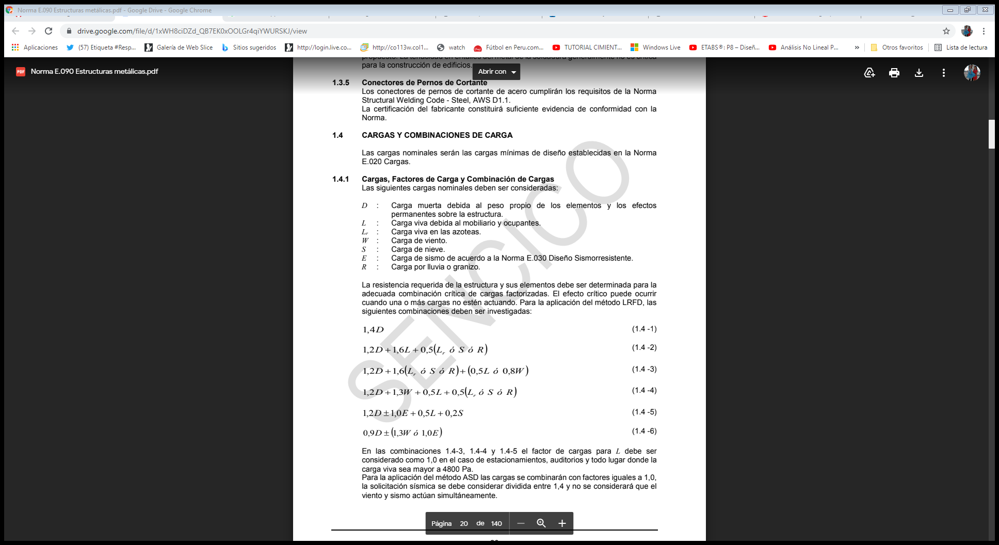 Norma E.090 Estructuras metálicas.pdf - Google Drive - Google Chrome
drive.google.com/file/d/1xWH8ciDZd_QB7EK0xOOLGr4qiYWURSKJ/view
Aplicaciones (57) Etiqueta #Resp... Galería de Web Slice Sitios sugeridos http://login.live.co... http://co113w.col1... watch Fútbol en Peru.com... TUTORIAL CIMIENT... Windows Live ETABS®: P8 – Diseñ... Análisis No Lineal P... » Otros favoritos Lista de lectura
PDF Norma E.090 Estructuras metálicas.pdf
Abrir con
para la construcción de edificios.
1.3.5 Conectores de Pernos de Cortante
Los conectores de pernos de cortante de acero cumplirán los requisitos de la Norma
Structural Welding Code - Steel, AWS D1.1.
La certificación del fabricante constituirá suficiente evidencia de conformidad con la
Norma.
1.4 CARGAS Y COMBINACIONES DE CARGA
Las cargas nominales serán las cargas mínimas de diseño establecidas en la Norma
E.020 Cargas.
1.4.1 Cargas, Factores de Carga y Combinación de Cargas
Las siguientes cargas nominales deben ser consideradas:
D : Carga muerta debida al peso propio de los elementos y los efectos
permanentes sobre la estructura.
L : Carga viva debida al mobiliario y ocupantes.
Lr : Carga viva en las azoteas.
W : Carga de viento.
S : Carga de nieve.
E : Carga de sismo de acuerdo a la Norma E.030 Diseño Sismorresistente.
R : Carga por lluvia o granizo.
La resistencia requerida de la estructura y sus elementos debe ser determinada para la
adecuada combinación crítica de cargas factorizadas. El efecto crítico puede ocurrir
cuando una o más cargas no estén actuando. Para la aplicación del método LRFD, las
siguientes combinaciones deben ser investigadas:
1,4D (1.4 -1)
1,2D + 1,6L + 0,5(Lr ó S ó R) (1.4 -2)
1,2D + 1,6(Lr ó S ó R) + (0,5L ó 0,8W) (1.4 -3)
1,2D + 1,3W + 0,5L + 0,5(Lr ó S ó R) (1.4 -4)
1,2D ± 1,0E + 0,5L + 0,2S (1.4 -5)
0,9D ± (1,3W ó 1,0E) (1.4 -6)
En las combinaciones 1.4-3, 1.4-4 y 1.4-5 el factor de cargas para L debe ser
considerado como 1,0 en el caso de estacionamientos, auditorios y todo lugar donde la
carga viva sea mayor a 4800 Pa.
Para la aplicación del método ASD las cargas se combinarán con factores iguales a 1,0,
la solicitación sísmica se debe considerar dividida entre 1,4 y no se considerará que el
viento y sismo actúan simultáneamente.
SENCICO
Página 20 de 140